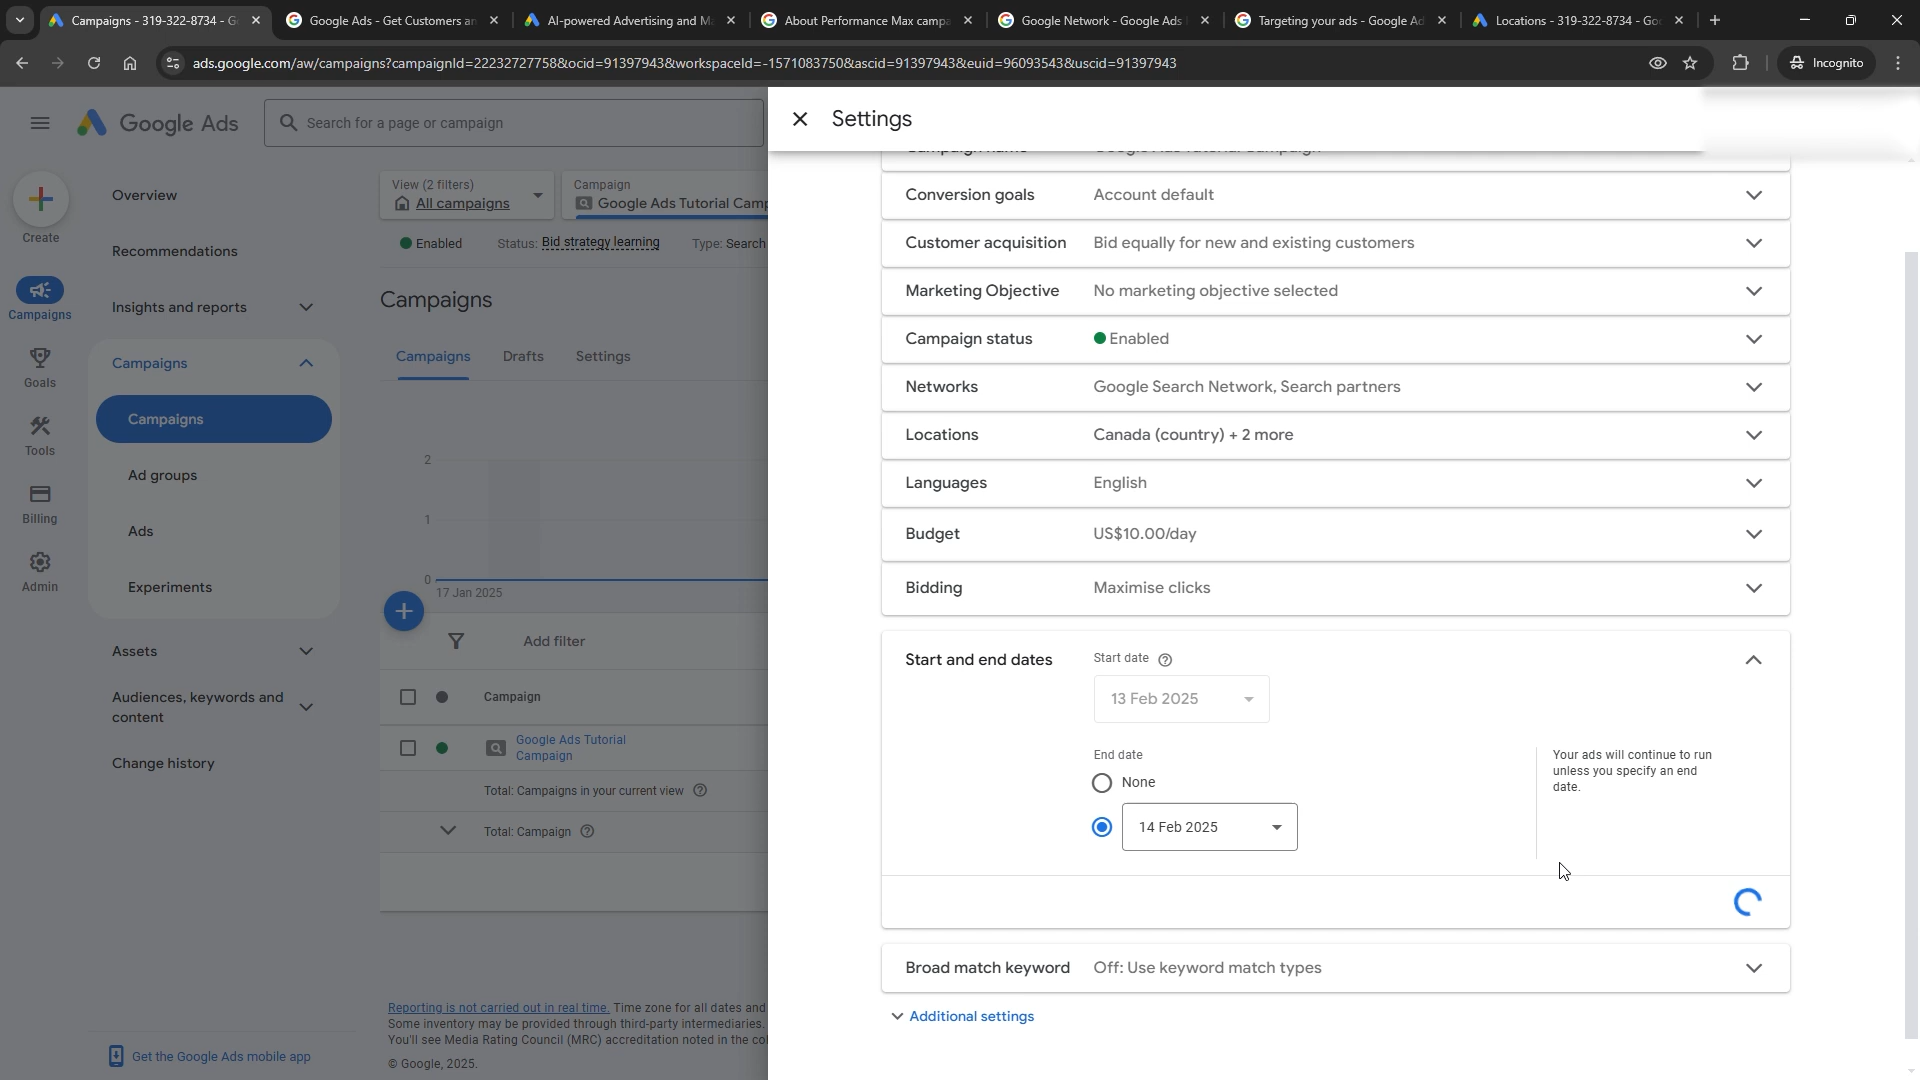 Campaigns - 319-322-8734 - G
Google Ads - Get Customers an
AI-powered Advertising and M
About Performance Max campa
Google Network - Google Ads
Targeting your ads - Google Ad
Locations - 319-322-8734 - Go
ads.google.com/aw/campaigns?campaignId=22232727758&ocid=91397943&workspaceId=-1571083750&ascid=91397943&euid=96093543&uscid=91397943
Incognito
Google Ads
Search for a page or campaign
Settings
Create
Campaigns
Goals
Tools
Billing
Admin
Overview
Recommendations
Insights and reports
Campaigns
Campaigns
Ad groups
Ads
Experiments
Assets
Audiences, keywords and
content
Change history
Get the Google Ads mobile app
View (2 filters)
All campaigns
Campaign
Google Ads Tutorial Camp
Enabled
Status: Bid strategy learning
Type: Search
Campaigns
Campaigns
Drafts
Settings
2
1
0
17 Jan 2025
Add filter
Campaign
Google Ads Tutorial
Campaign
Total: Campaigns in your current view
Total: Campaign
Reporting is not carried out in real time. Time zone for all dates and
Some inventory may be provided through third-party intermediaries.
You'll see Media Rating Council (MRC) accreditation noted in the col
© Google, 2025.
Conversion goals
Account default
Customer acquisition
Bid equally for new and existing customers
Marketing Objective
No marketing objective selected
Campaign status
Enabled
Networks
Google Search Network, Search partners
Locations
Canada (country) + 2 more
Languages
English
Budget
US$10.00/day
Bidding
Maximise clicks
Start and end dates
Start date
13 Feb 2025
End date
None
14 Feb 2025
Your ads will continue to run
unless you specify an end
date.
Broad match keyword
Off: Use keyword match types
Additional settings